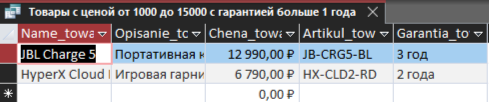 Товары с ценой от 1000 до 15000 с гарантией больше 1 года
Name_towa Opisanie_to Chena_towa Artikul_tow Garantia_to
JBL Charge 5 Портативная к 12 990,00 ₽ JB-CRG5-BL 3 год
HyperX Cloud I Игровая гарни 6 790,00 ₽ HX-CLD2-RD 2 года
0,00 ₽